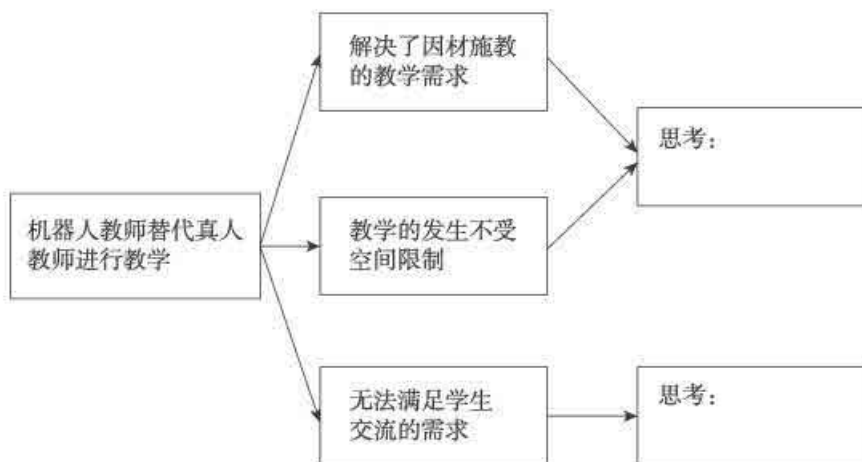 解决了因材施教
的教学需求
思考：
机器人教师替代真人
教师进行教学
教学的发生不受
空间限制
无法满足学生
交流的需求
思考：